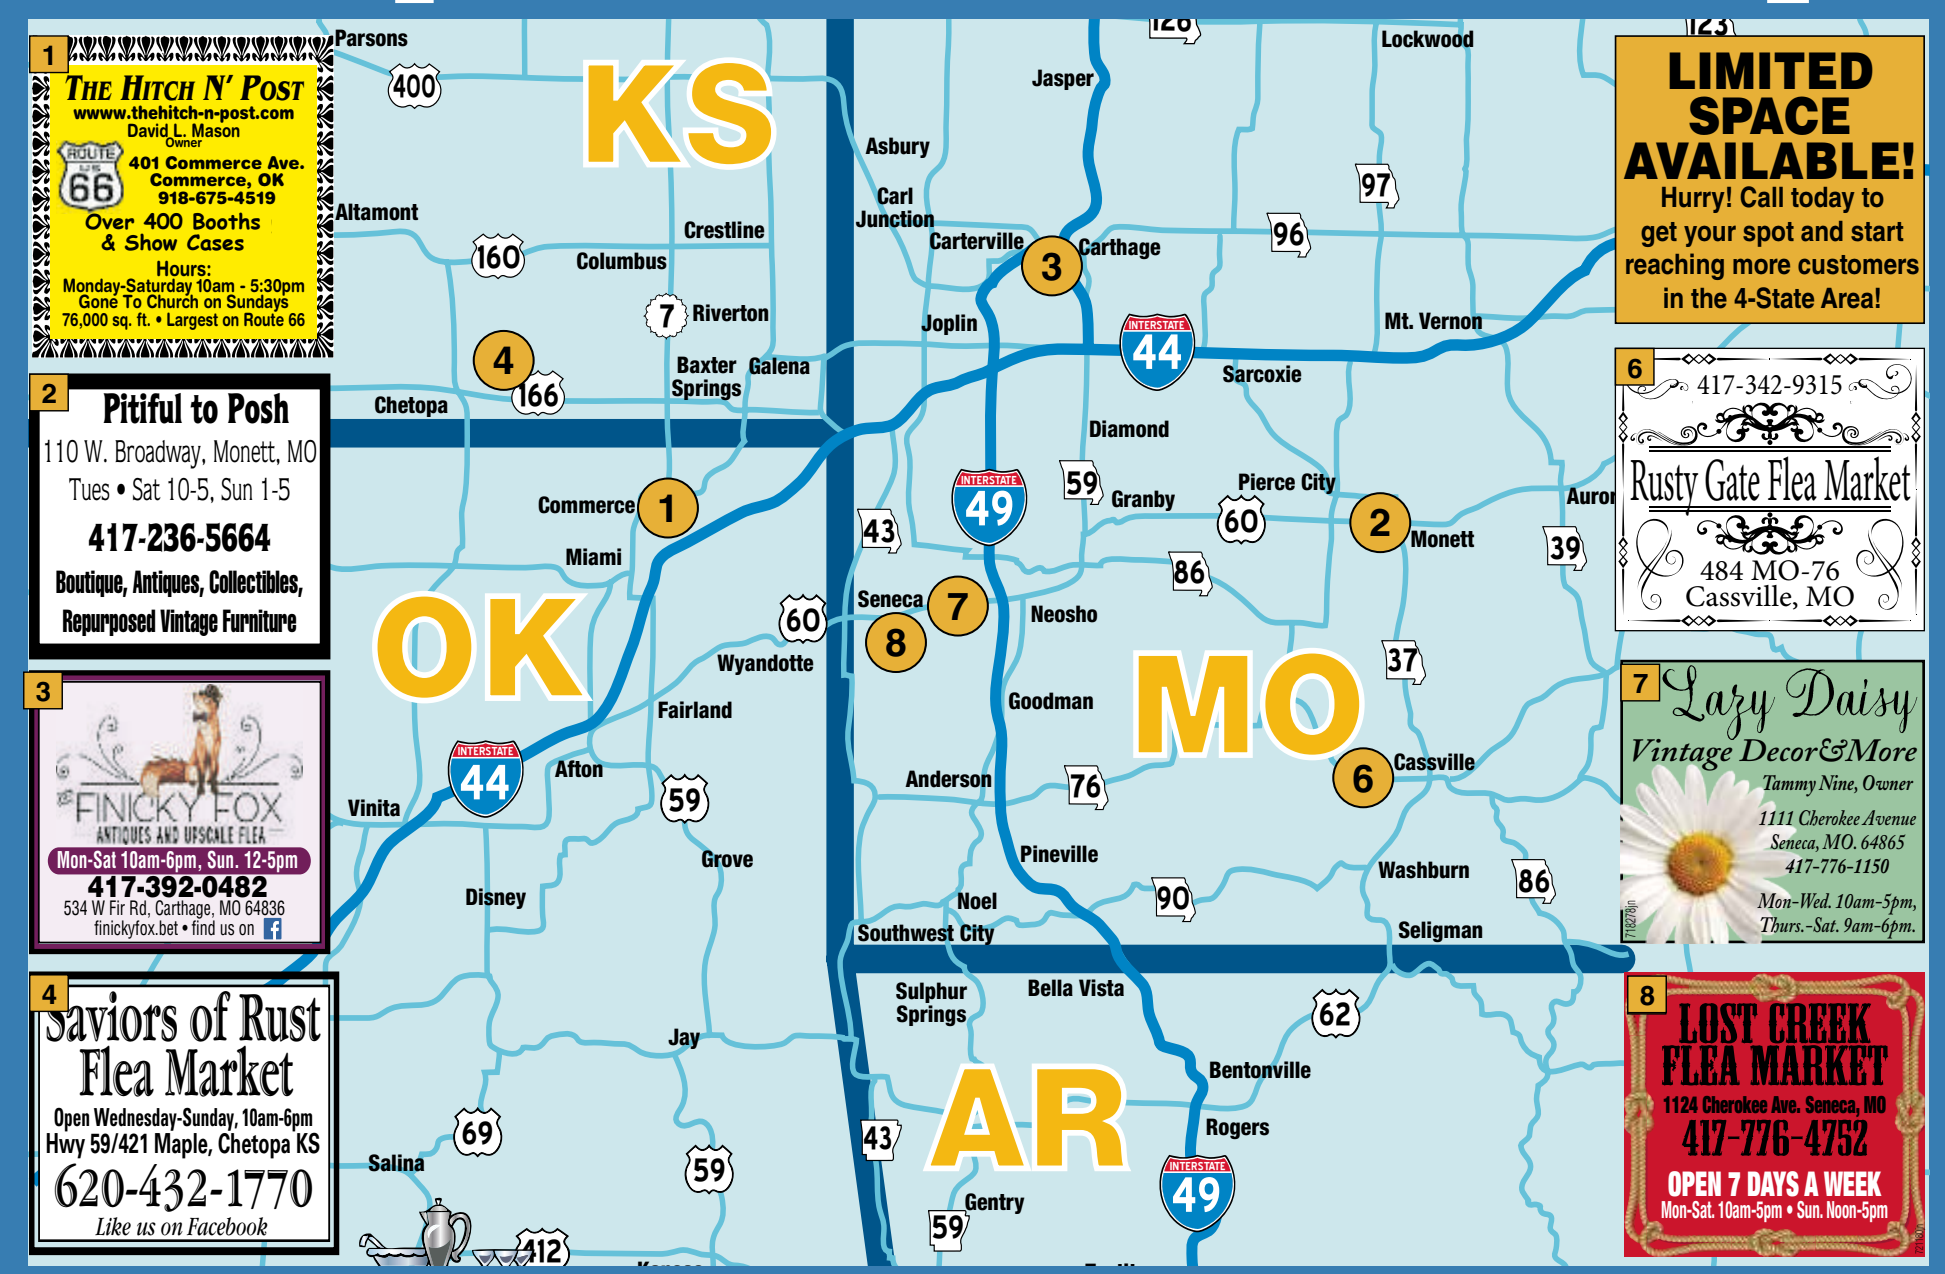 1
THE HITCH N' POST
wwww.thehitch-n-post.com
David L. Mason
Owner
ROUTE
US
66
401 Commerce Ave.
Commerce, OK
918-675-4519
Over 400 Booths
& Show Cases
Hours:
Monday-Saturday 10am - 5:30pm
Gone To Church on Sundays
76,000 sq. ft. • Largest on Route 66
2
Pitiful to Posh
110 W. Broadway, Monett, MO
Tues • Sat 10-5, Sun 1-5
417-236-5664
Boutique, Antiques, Collectibles,
Repurposed Vintage Furniture
3
THE
FINICKY FOX
ANTIQUES AND UPSCALE FLEA
Mon-Sat 10am-6pm, Sun. 12-5pm
417-392-0482
534 W Fir Rd, Carthage, MO 64836
finickyfox.bet • find us on f
4
Saviors of Rust
Flea Market
Open Wednesday-Sunday, 10am-6pm
Hwy 59/421 Maple, Chetopa KS
620-432-1770
Like us on Facebook
Parsons
400
KS
Altamont
160
Columbus
Crestline
7
Riverton
4
166
Baxter
Springs
Galena
Chetopa
Commerce
1
Miami
OK
60
Wyandotte
Fairland
INTERSTATE
44
Afton
59
Vinita
Grove
Disney
Jay
69
Salina
59
412
126
Lockwood
123
Jasper
Asbury
Carl
Junction
97
96
Carterville
3
Carthage
Joplin
INTERSTATE
44
Mt. Vernon
Sarcoxie
Diamond
INTERSTATE
49
59
Granby
Pierce City
60
2
Monett
39
43
86
Seneca
7
8
Neosho
37
MO
Goodman
6
Cassville
Anderson
76
Pineville
Washburn
86
90
Noel
Southwest City
Seligman
Sulphur
Springs
Bella Vista
62
Bentonville
AR
43
Rogers
INTERSTATE
49
Gentry
59
LIMITED
SPACE
AVAILABLE!
Hurry! Call today to
get your spot and start
reaching more customers
in the 4-State Area!
6
417-342-9315
Rusty Gate Flea Market
484 MO-76
Cassville, MO
7
Lazy Daisy
Vintage Decor&More
Tammy Nine, Owner
1111 Cherokee Avenue
Seneca, MO. 64865
417-776-1150
Mon-Wed. 10am-5pm,
Thurs.-Sat. 9am-6pm.
718278jn
8
LOST CREEK
FLEA MARKET
1124 Cherokee Ave. Seneca, MO
417-776-4752
OPEN 7 DAYS A WEEK
Mon-Sat. 10am-5pm • Sun. Noon-5pm